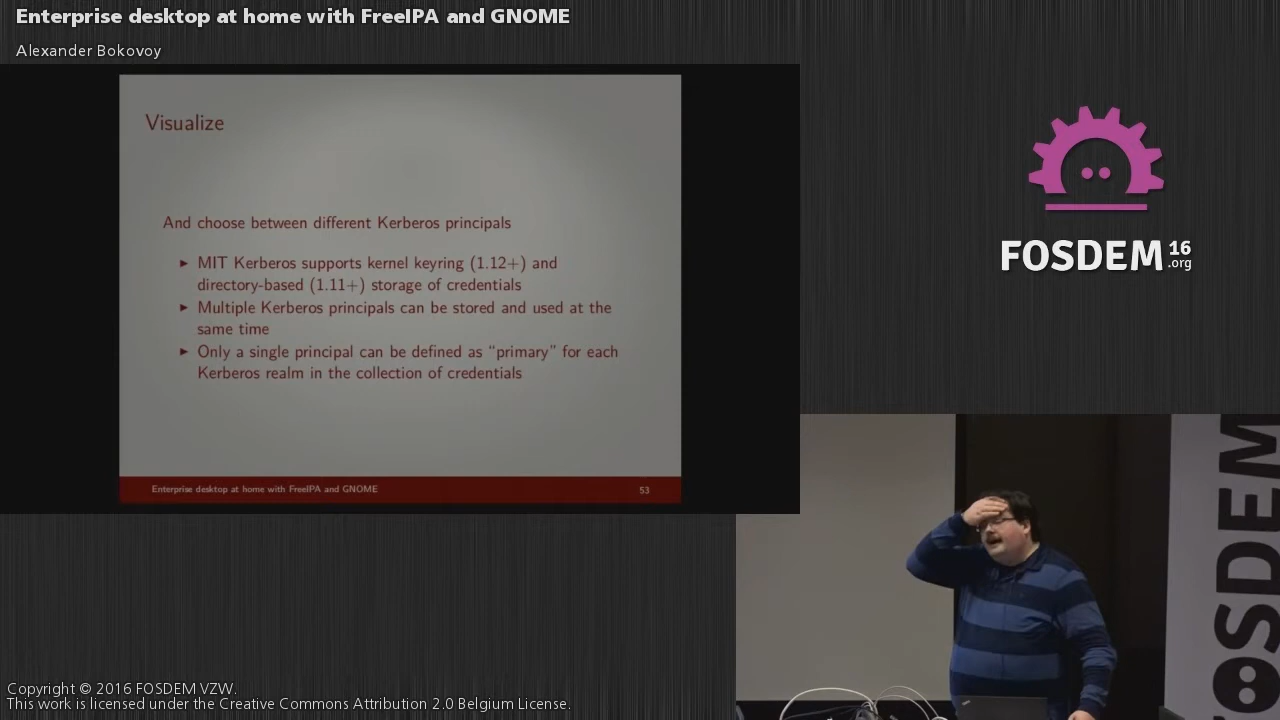 Enterprise desktop at home with FreeIPA and GNOME
Alexander Bokovoy
Visualize
And choose between different Kerberos principals
► MIT Kerberos supports kernel keyring (1.12+) and
directory-based (1.11+) storage of credentials
► Multiple Kerberos principals can be stored and used at the
same time
► Only a single principal can be defined as “primary” for each
Kerberos realm in the collection of credentials
Enterprise desktop at home with FreeIPA and GNOME 53
FOSDEM 16
.org
FOSDEM
Copyright © 2016 FOSDEM VZW.
This work is licensed under the Creative Commons Attribution 2.0 Belgium License.